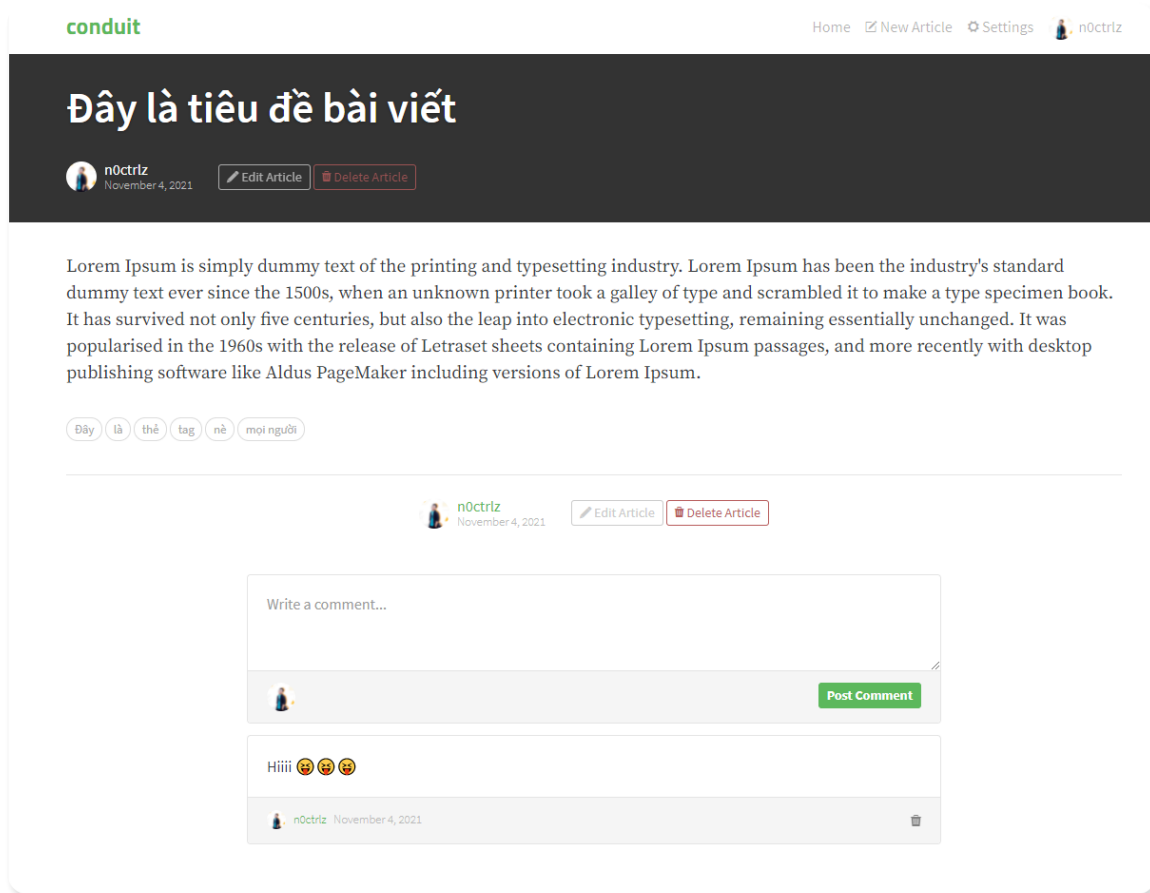 conduit
Home New Article Settings n0ctrlz
Đây là tiêu đề bài viết
n0ctrlz
November 4, 2021
Edit Article Delete Article
Lorem Ipsum is simply dummy text of the printing and typesetting industry. Lorem Ipsum has been the industry's standard
dummy text ever since the 1500s, when an unknown printer took a galley of type and scrambled it to make a type specimen book.
It has survived not only five centuries, but also the leap into electronic typesetting, remaining essentially unchanged. It was
popularised in the 1960s with the release of Letraset sheets containing Lorem Ipsum passages, and more recently with desktop
publishing software like Aldus PageMaker including versions of Lorem Ipsum.
Đây là thẻ tag nè mọi người
n0ctrlz
November 4, 2021
Edit Article Delete Article
Write a comment...
Post Comment
Hiiii 😝😝😝
n0ctrlz November 4, 2021